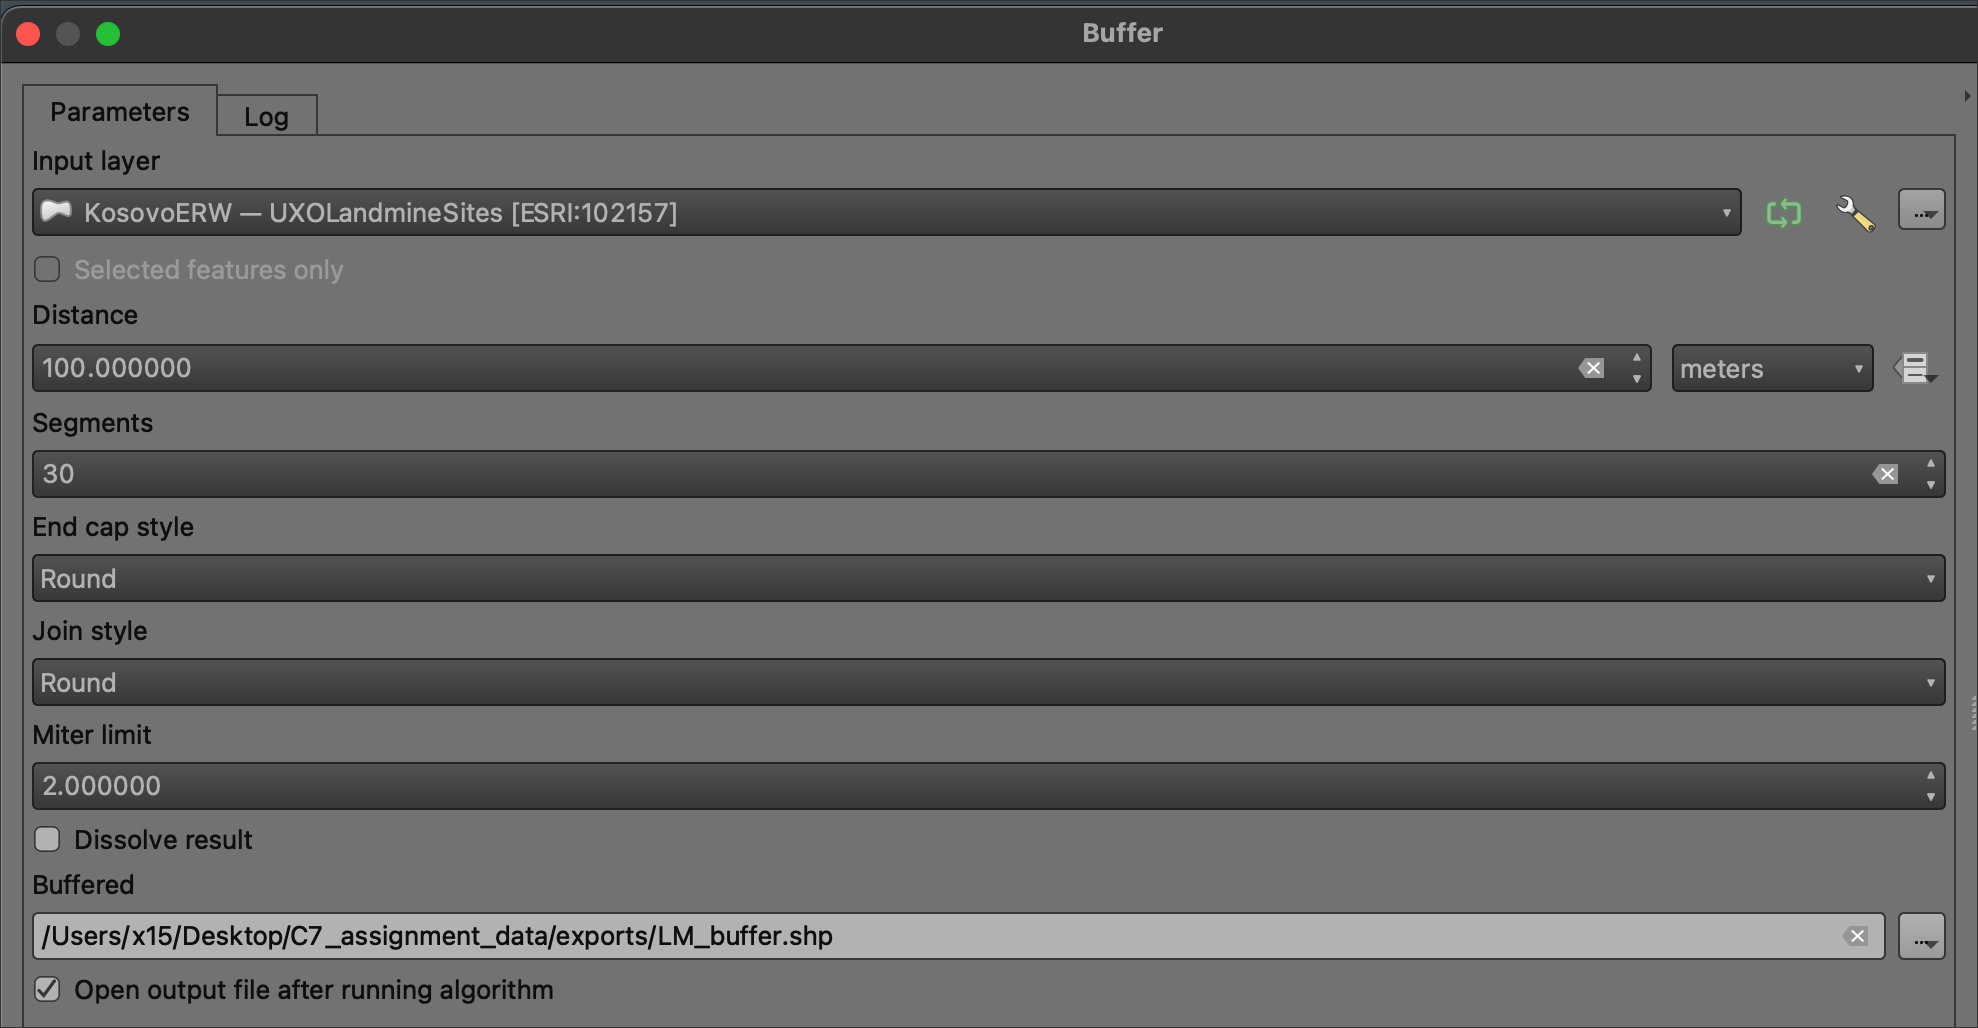 Buffer
Parameters
Log
Input layer
KosovoERW — UXOLandmineSites [ESRI:102157]
...
Selected features only
Distance
100.000000
meters
Segments
30
End cap style
Round
Join style
Round
Miter limit
2.000000
Dissolve result
Buffered
/Users/x15/Desktop/C7_assignment_data/exports/LM_buffer.shp
...
Open output file after running algorithm